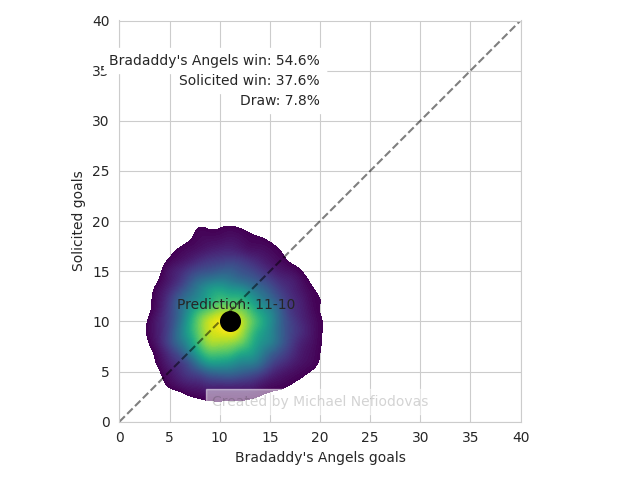 40
Bradaddy's Angels win: 54.6%
35
Solicited win: 37.6%
Draw: 7.8%
30
25
20
15
10
5
0
Solicited goals
Prediction: 11-10
Created by Michael Nefiodovas
0 5 10 15 20 25 30 35 40
Bradaddy's Angels goals